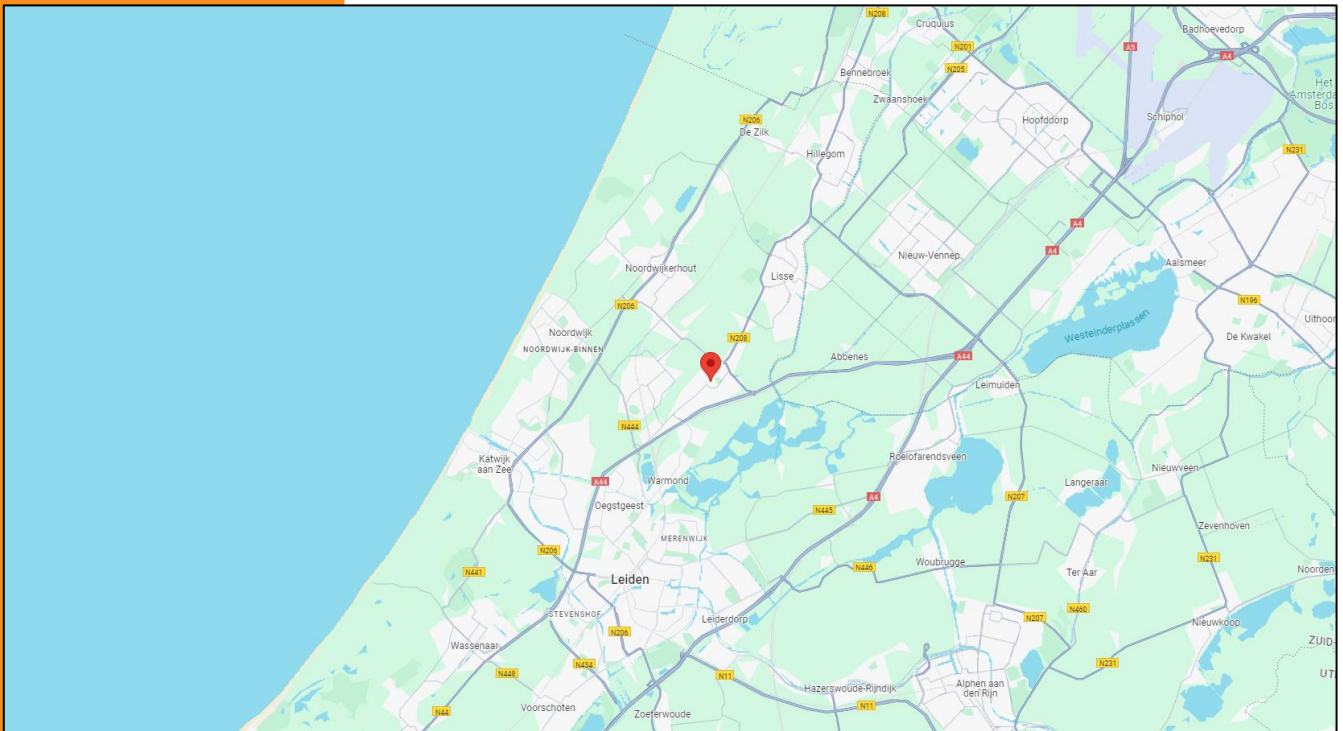 N208
Cruquius
Badhoevedorp
N201
A5
A4
N205
Bennebroek
Het
Amsterda
Bos
Zwaanshoek
N206
Hoofddorp
Schiphol
De Zilk
N231
Hillegom
A4
A4
Nieuw-Vennep
Aalsmeer
Noordwijkerhout
Lisse
N206
N196
Uithoor
Noordwijk
Westeinderplassen
N208
De Kwakel
NOORDWIJK-BINNEN
Abbenes
A44
Leimuiden
N444
Katwijk
aan Zee
Roelofarendsveen
Nieuwveen
A44
Warmond
Langeraar
A4
N207
Oegstgeest
N445
Zevenhoven
MERENWIJK
N206
N231
Woubrugge
N446
Noorden
N441
Leiden
Ter Aar
STEVENSHOF
N460
Leiderdorp
N207
Nieuwkoop
N206
Wassenaar
ZUID-
N434
N231
N448
N11
UT
Hazerswoude-Rijndijk
Alphen aan
den Rijn
N44
Voorschoten
N11
Zoeterwoude